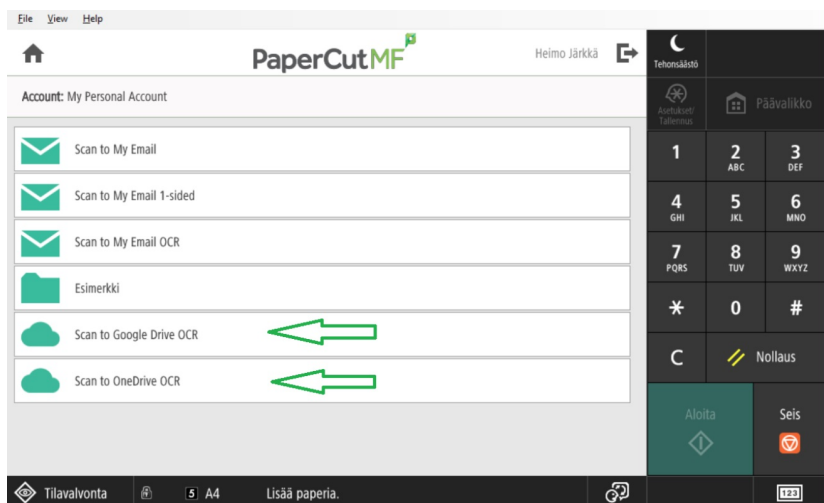 File View Help
PaperCut MF
Heimo Järkkä
Account: My Personal Account
Scan to My Email
Scan to My Email 1-sided
Scan to My Email OCR
Esimerkki
Scan to Google Drive OCR
Scan to OneDrive OCR
Tehonsäästö
Asetukset/
Tallennus
Päävalikko
1 2 3
ABC DEF
4 5 6
GHI JKL MNO
7 8 9
PQRS TUV WXYZ
* 0 #
C Nollaus
Aloita Seis
Tilavalvonta 5 A4 Lisää paperia. 123